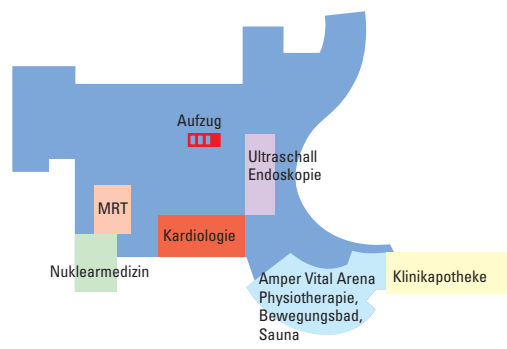 Aufzug
Ultraschall
Endoskopie
MRT
Kardiologie
Nuklearmedizin
Amper Vital Arena
Physiotherapie,
Bewegungsbad,
Sauna
Klinikapotheke